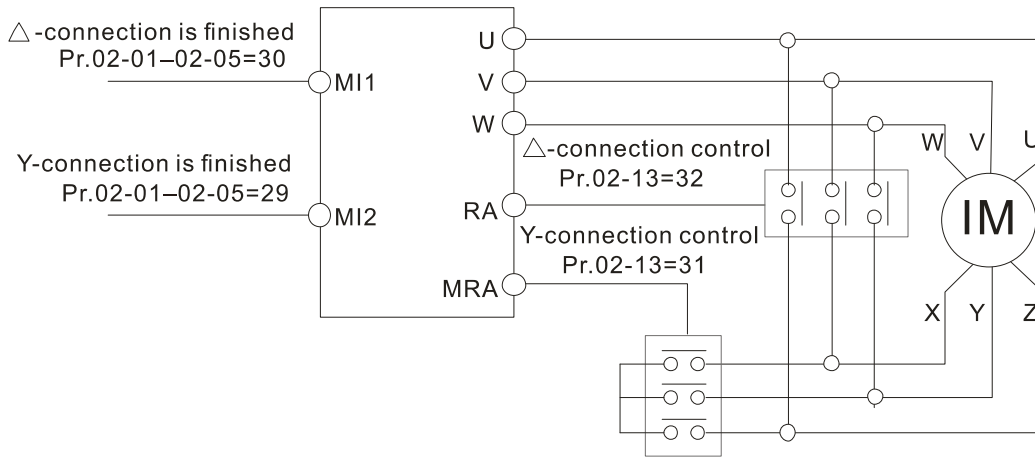 △-connection is finished
Pr.02-01–02-05=30
MI1
Y-connection is finished
Pr.02-01–02-05=29
MI2
U
V
W
RA
MRA
△-connection control
Pr.02-13=32
Y-connection control
Pr.02-13=31
W V U
IM
X Y Z